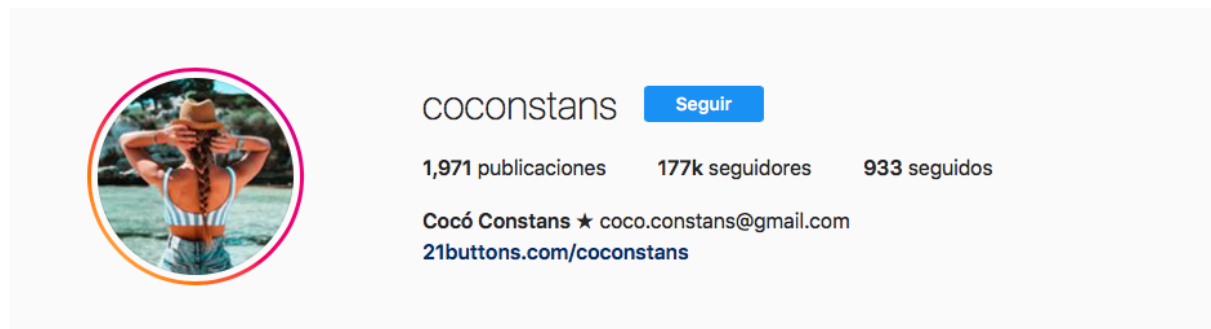 coconstans Seguir
1,971 publicaciones 177k seguidores 933 seguidos
Cocó Constans ★ coco.constans@gmail.com
21buttons.com/coconstans